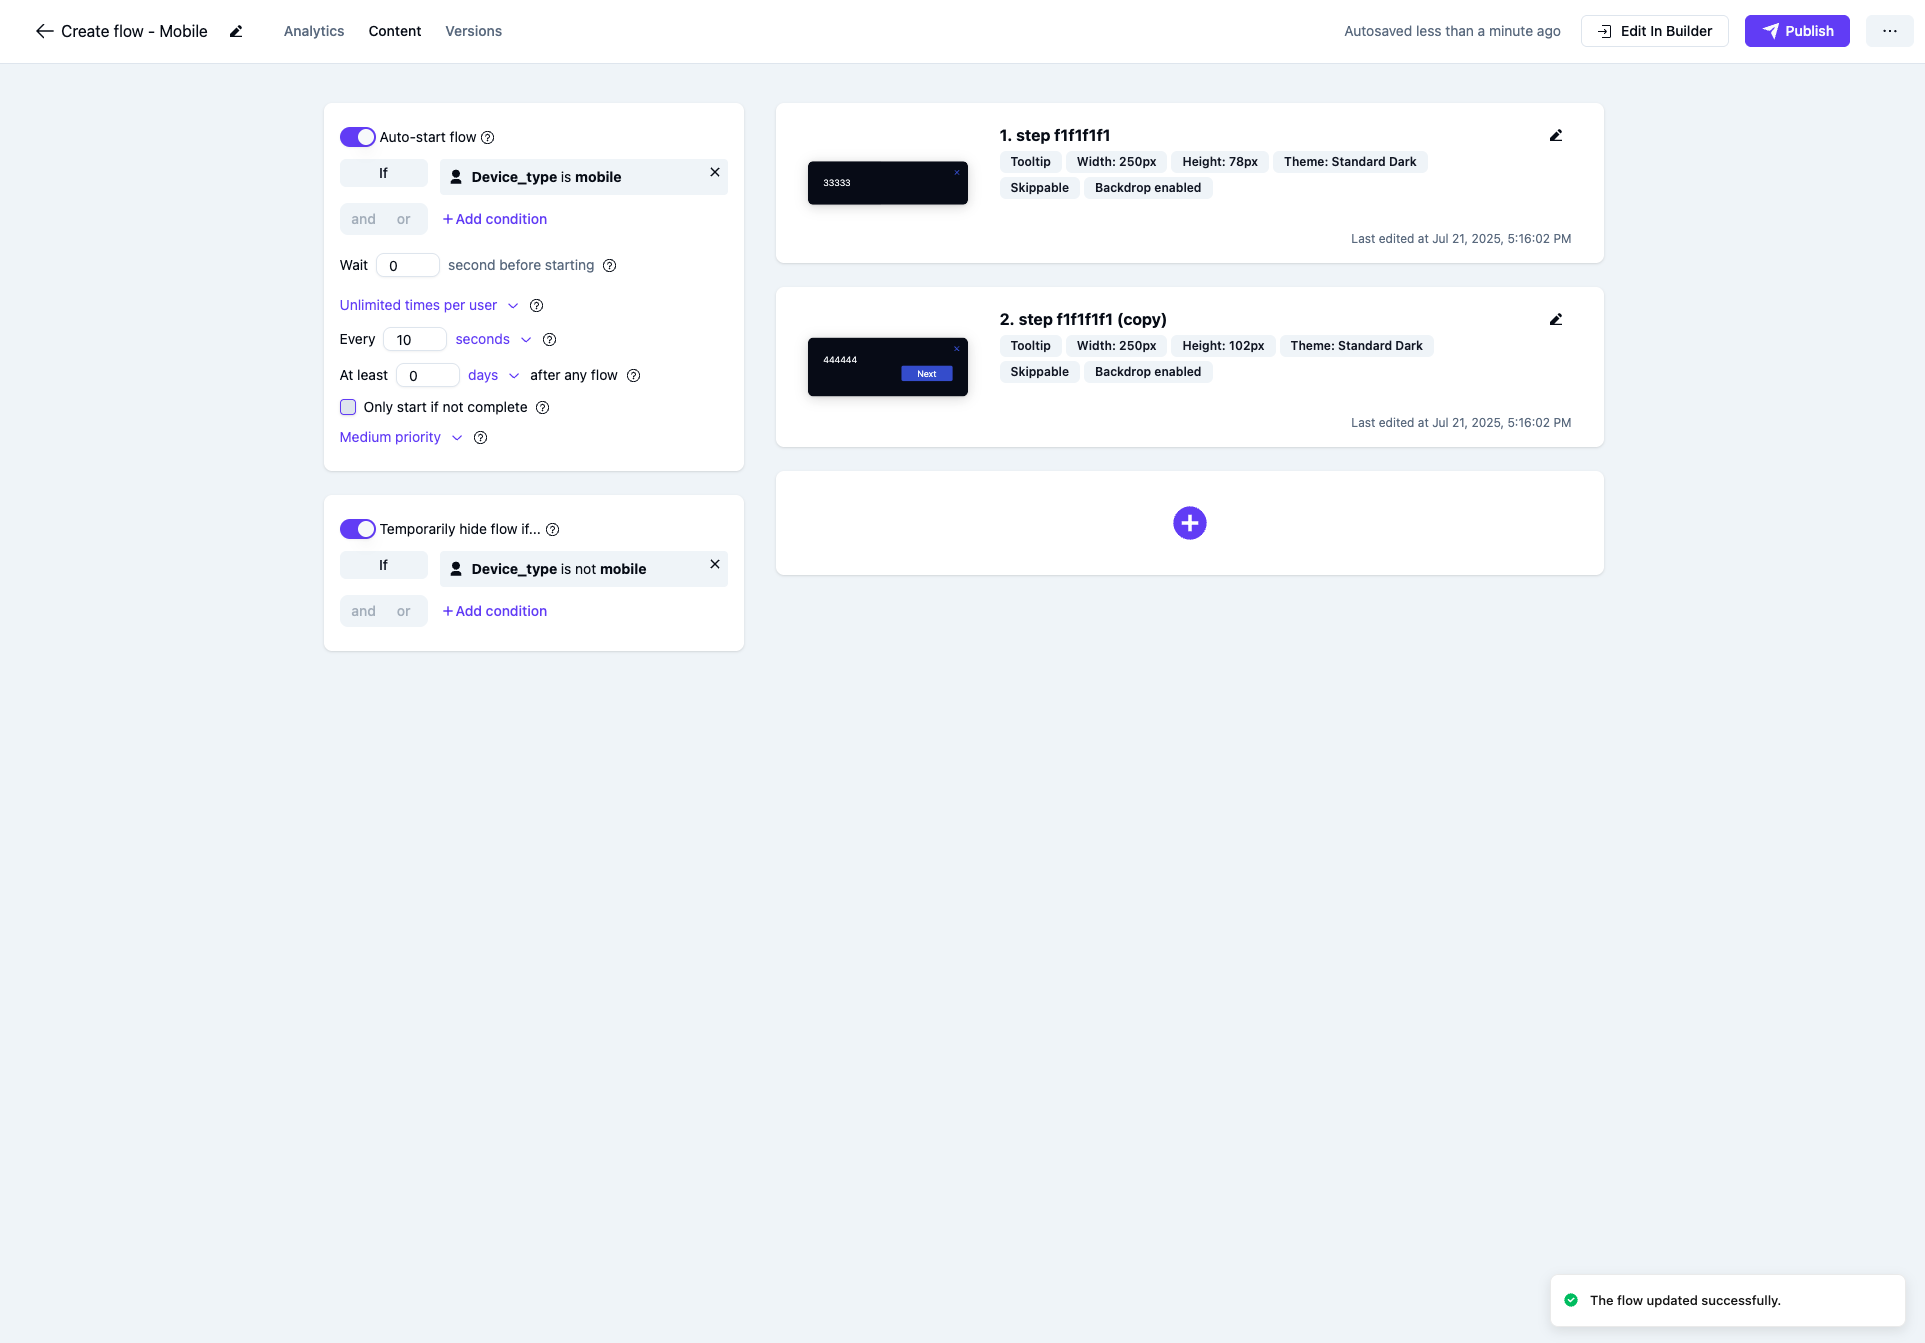 Create flow - Mobile
Analytics
Content
Versions
Autosaved less than a minute ago
Edit In Builder
Publish
Auto-start flow
If
Device_type is mobile
and or
+ Add condition
Wait 0 second before starting
Unlimited times per user
Every 10 seconds
At least 0 days after any flow
Only start if not complete
Medium priority
Temporarily hide flow if...
If
Device_type is not mobile
and or
+ Add condition
33333
1. step f1f1f1f1
Tooltip Width: 250px Height: 78px Theme: Standard Dark
Skippable Backdrop enabled
Last edited at Jul 21, 2025, 5:16:02 PM
444444
Next
2. step f1f1f1f1 (copy)
Tooltip Width: 250px Height: 102px Theme: Standard Dark
Skippable Backdrop enabled
Last edited at Jul 21, 2025, 5:16:02 PM
The flow updated successfully.